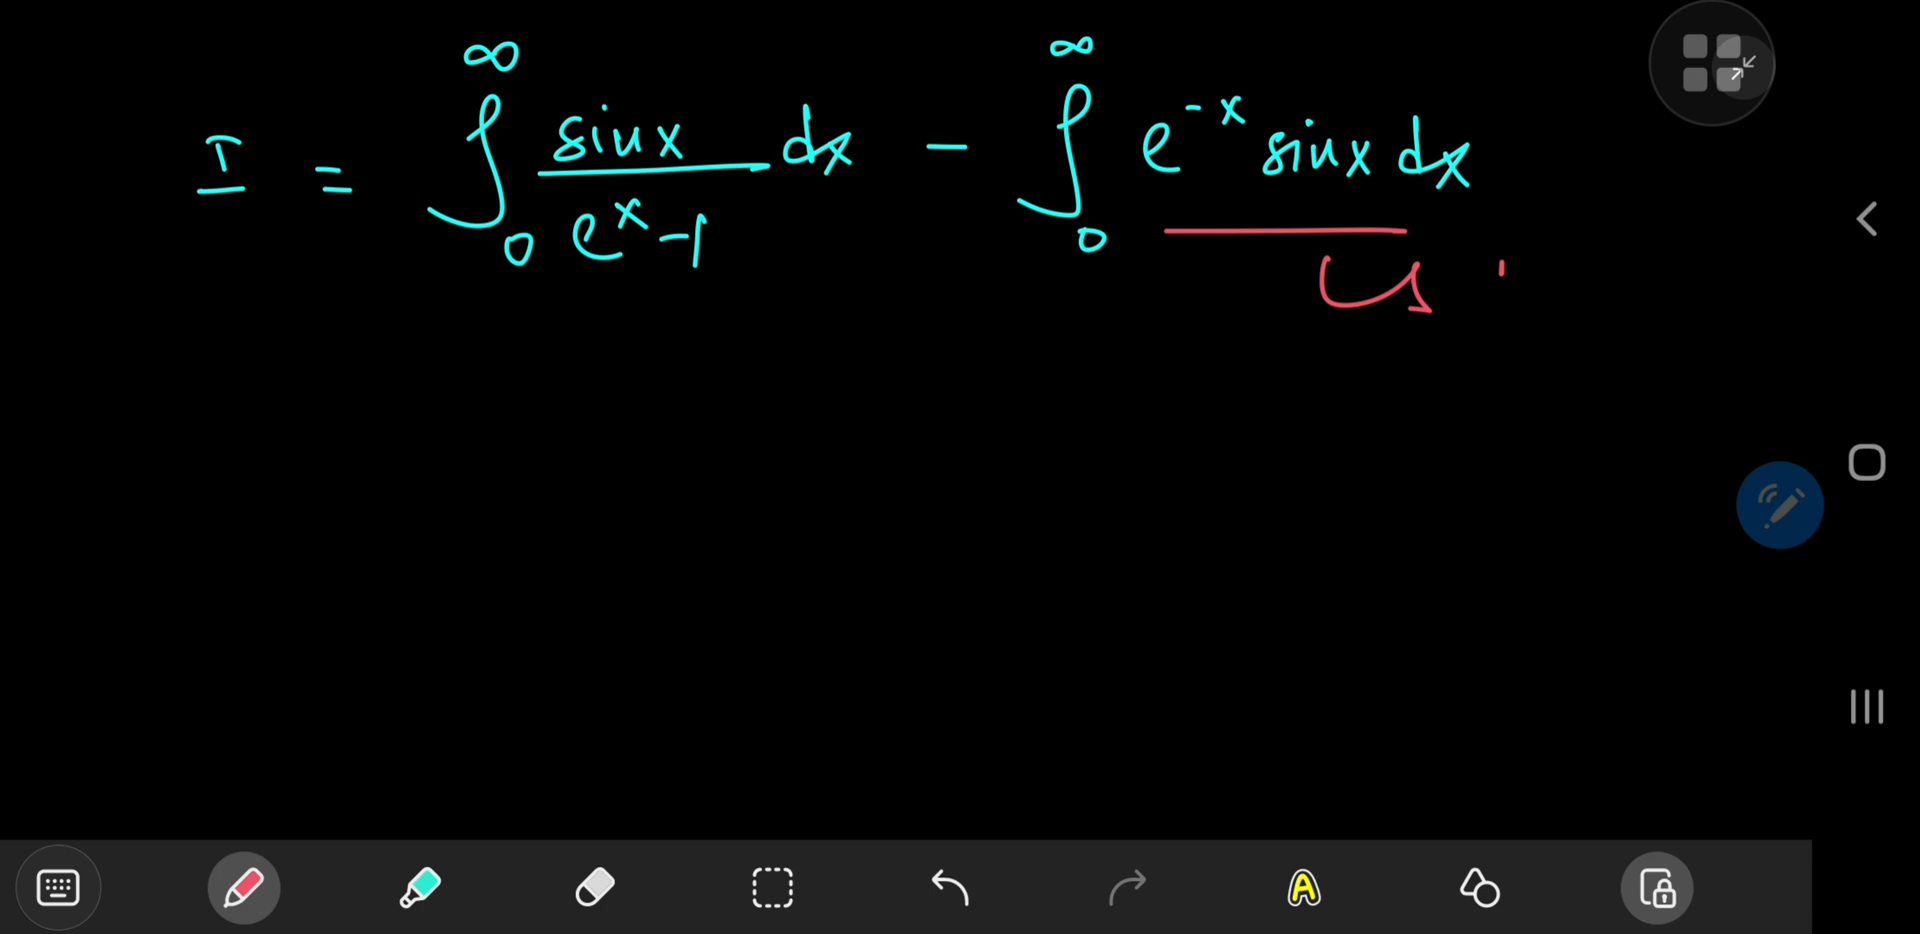 I = ∫₀^∞ sinx/(e^x-1) dx - ∫₀^∞ e^-x sinx dx
A